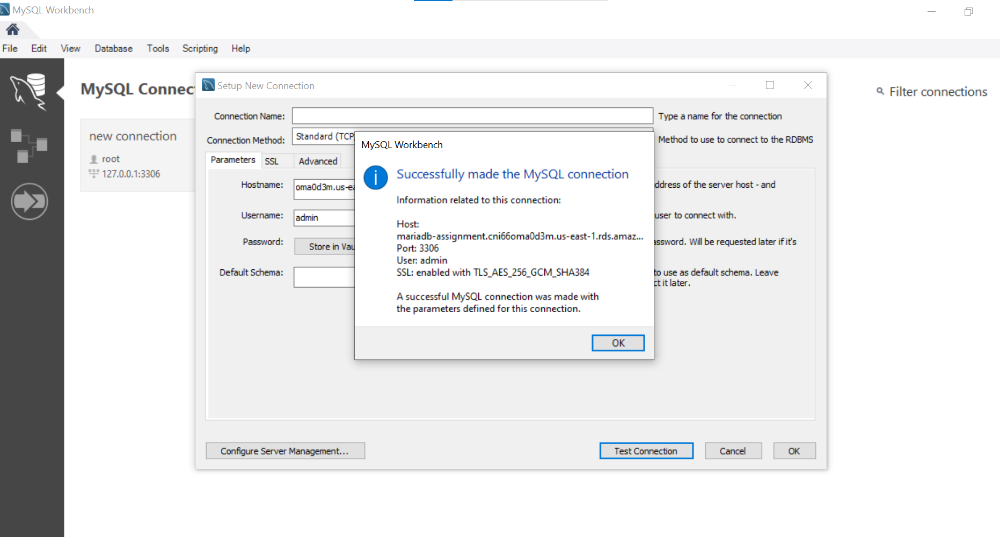 MySQL Workbench
File Edit View Database Tools Scripting Help
MySQL Connec
Filter connections
new connection
root
127.0.0.1:3306
Setup New Connection
Connection Name:
Type a name for the connection
Connection Method:
Standard (TCP
Method to use to connect to the RDBMS
Parameters SSL Advanced
Hostname:
oma0d3m.us-ea
ddress of the server host - and
Username:
admin
user to connect with.
Password:
Store in Vau
assword. Will be requested later if it's
Default Schema:
to use as default schema. Leave
ct it later.
MySQL Workbench
Successfully made the MySQL connection
Information related to this connection:
Host:
mariadb-assignment.cni66oma0d3m.us-east-1.rds.amaz...
Port: 3306
User: admin
SSL: enabled with TLS_AES_256_GCM_SHA384
A successful MySQL connection was made with
the parameters defined for this connection.
OK
Configure Server Management...
Test Connection
Cancel
OK